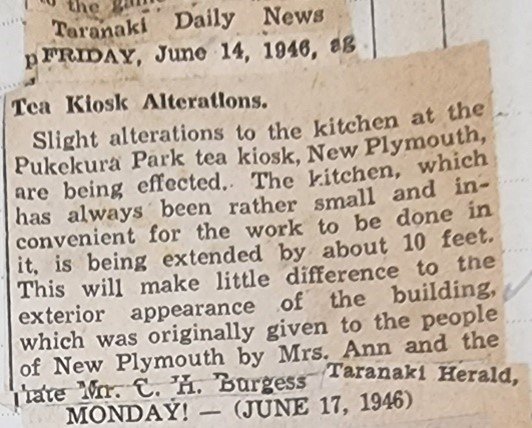 the
Taranaki Daily News
FRIDAY, June 14, 1946, ag
Tea Kiosk Alterations.
Slight alterations to the kitchen at the
Pukekura Park tea kiosk, New Plymouth,
are being effected. The kitchen, which
has always been rather small and in-
convenient for the work to be done in
it, is being extended by about 10 feet.
This will make little difference to the
exterior appearance of the building,
which was originally given to the people
of New Plymouth by Mrs. Ann and the
late Mr. C. H. Burgess Taranaki Herald,
MONDAY! — (JUNE 17, 1946)